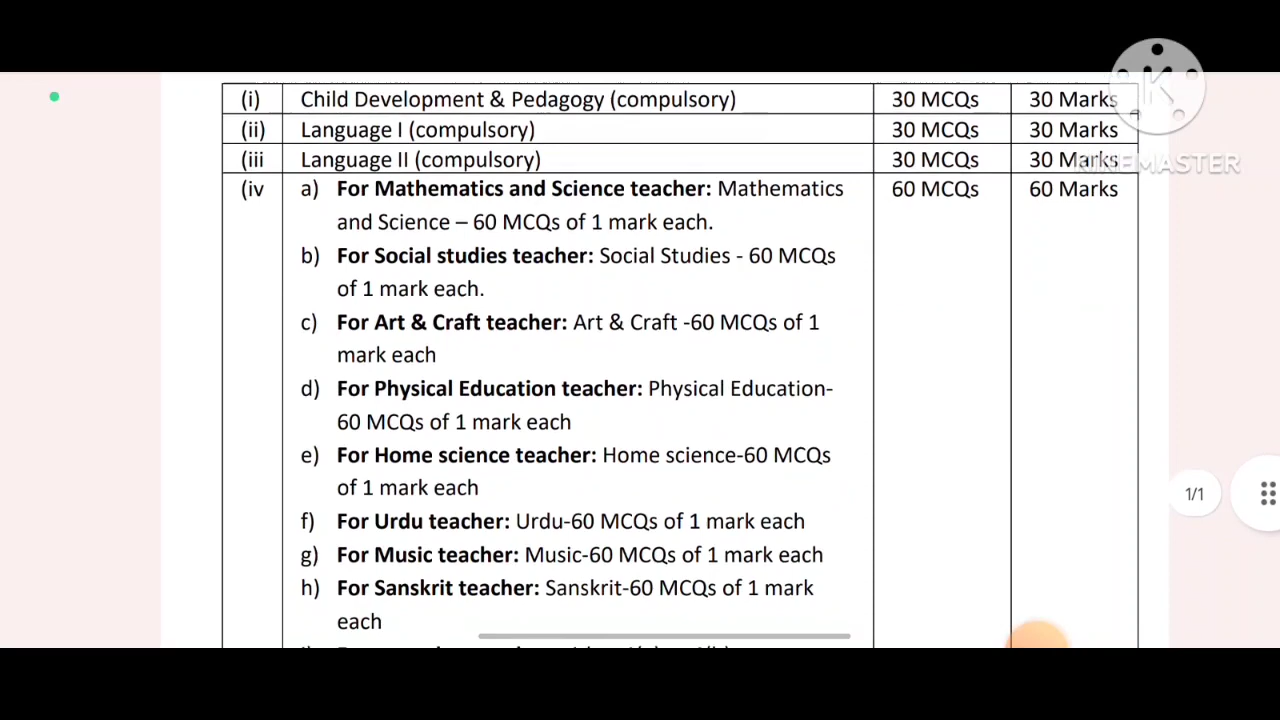 (i) Child Development & Pedagogy (compulsory) 30 MCQs 30 Marks
(ii) Language I (compulsory) 30 MCQs 30 Marks
(iii Language II (compulsory) 30 MCQs 30 Marks
KINEMASTER
(iv a) For Mathematics and Science teacher: Mathematics 60 MCQs 60 Marks
and Science – 60 MCQs of 1 mark each.
b) For Social studies teacher: Social Studies - 60 MCQs
of 1 mark each.
c) For Art & Craft teacher: Art & Craft -60 MCQs of 1
mark each
d) For Physical Education teacher: Physical Education-
60 MCQs of 1 mark each
e) For Home science teacher: Home science-60 MCQs
of 1 mark each
1/1
f) For Urdu teacher: Urdu-60 MCQs of 1 mark each
g) For Music teacher: Music-60 MCQs of 1 mark each
h) For Sanskrit teacher: Sanskrit-60 MCQs of 1 mark
each